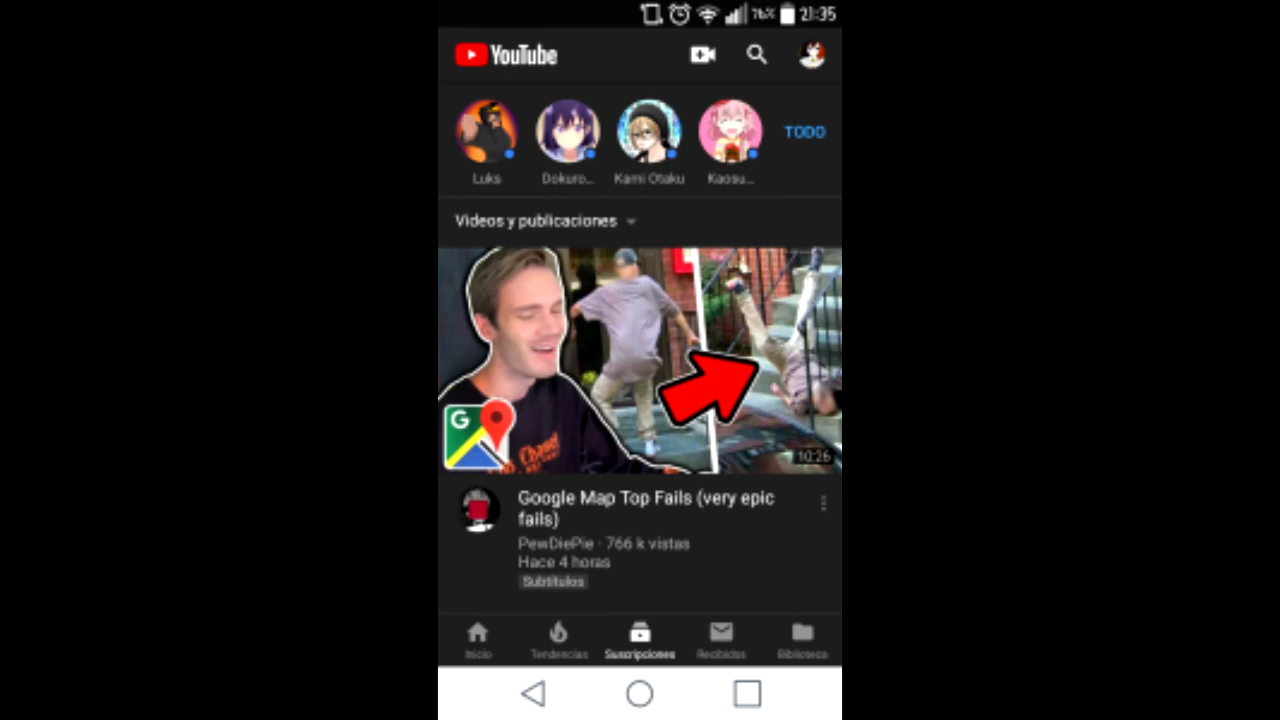 76% 21:35
YouTube
TODO
Luks Dokuro... Kami Otaku Kaosu...
Videos y publicaciones
G
10:26
Google Map Top Fails (very epic
fails)
PewDiePie · 766 k vistas
Hace 4 horas
Subtítulos
Inicio Tendencias Suscripciones Recibidos Biblioteca